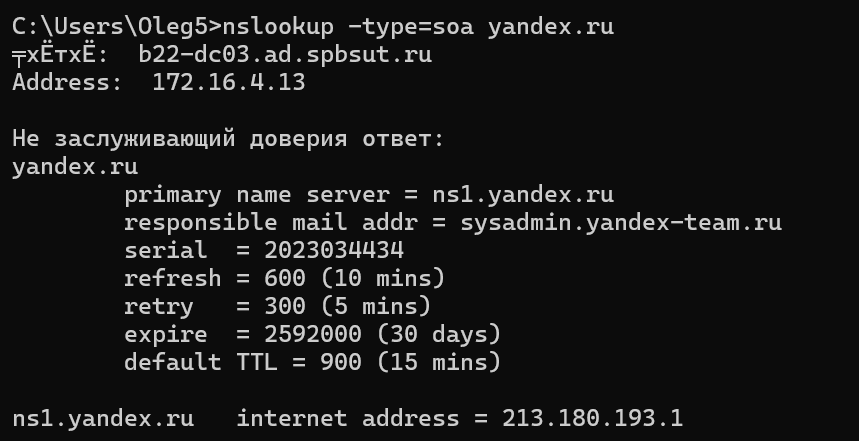 C:\Users\Oleg5>nslookup -type=soa yandex.ru
╤хЁтхЁ:  b22-dc03.ad.spbsut.ru
Address:  172.16.4.13
Не заслуживающий доверия ответ:
yandex.ru
        primary name server = ns1.yandex.ru
        responsible mail addr = sysadmin.yandex-team.ru
        serial  = 2023034434
        refresh = 600 (10 mins)
        retry   = 300 (5 mins)
        expire  = 2592000 (30 days)
        default TTL = 900 (15 mins)
ns1.yandex.ru   internet address = 213.180.193.1